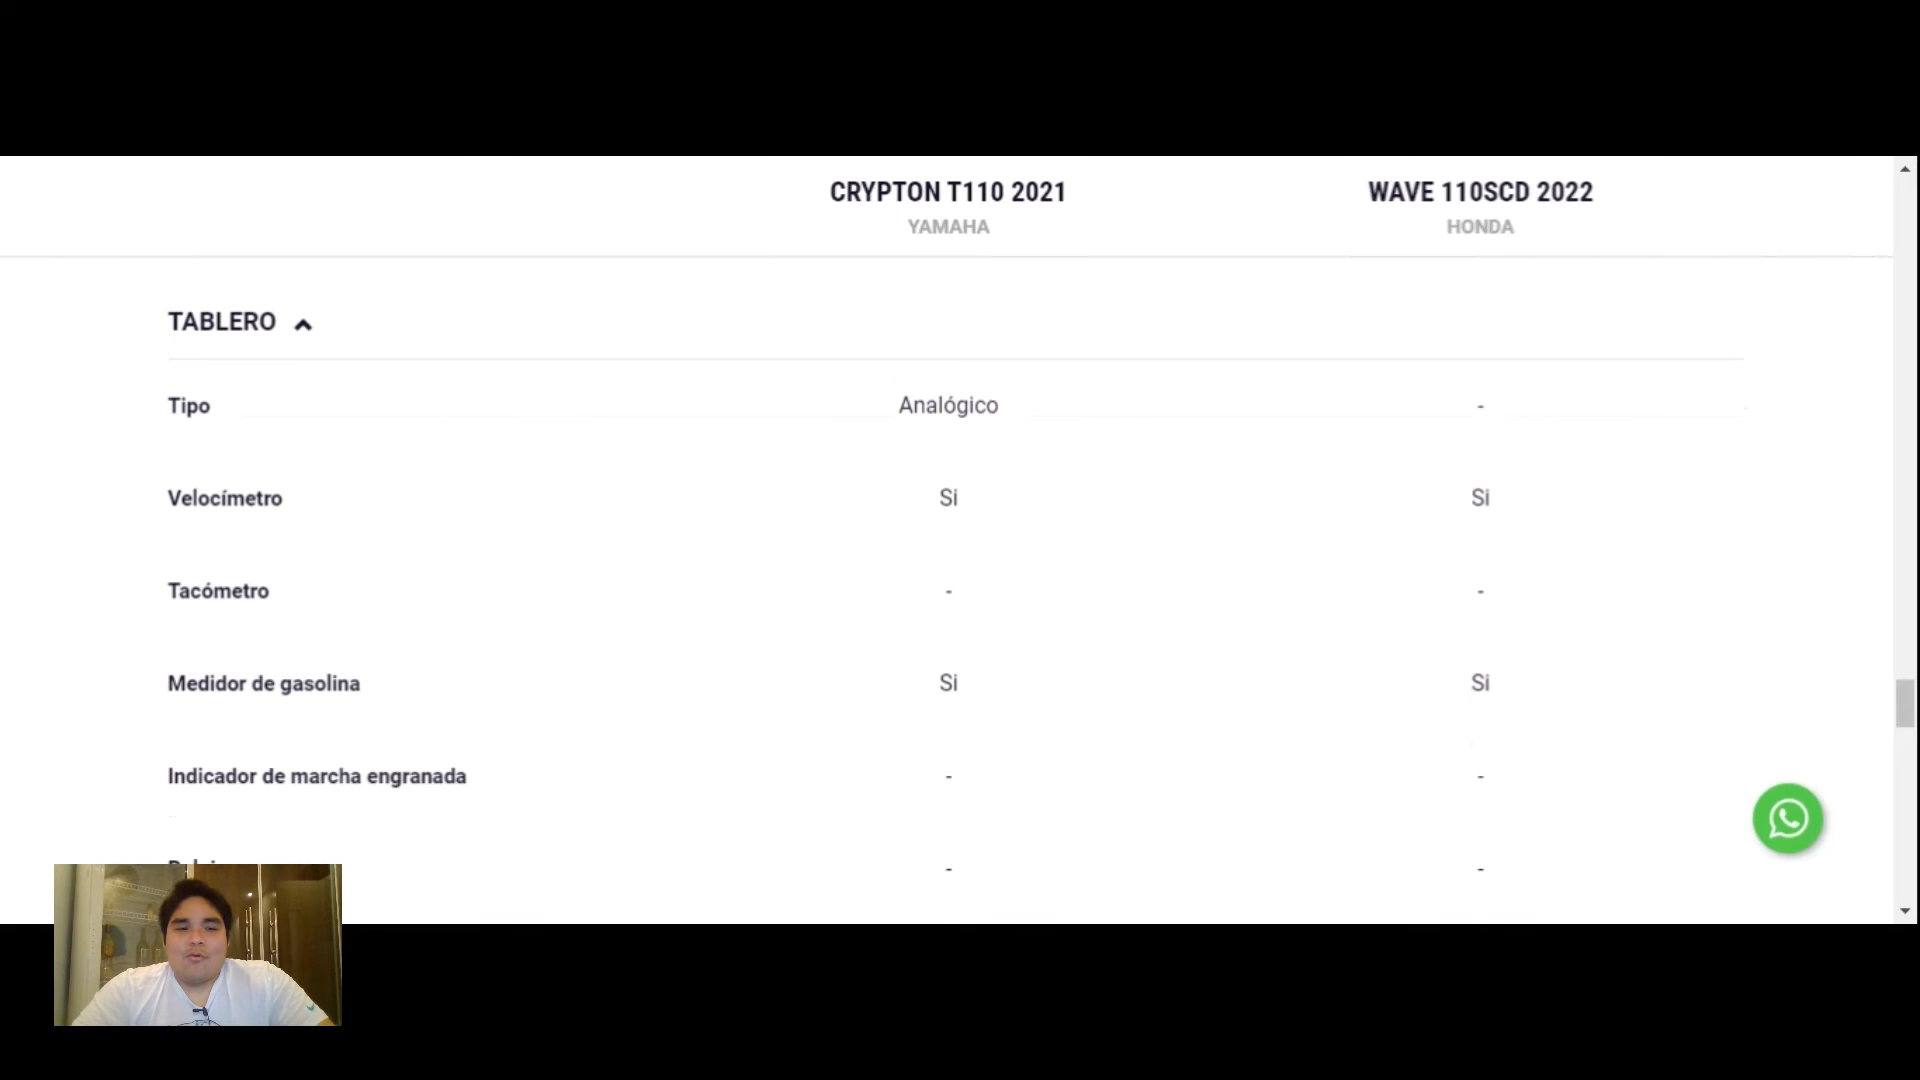 CRYPTON T110 2021
YAMAHA
WAVE 110SCD 2022
HONDA
TABLERO
Tipo Analógico -
Velocímetro Si Si
Tacómetro - -
Medidor de gasolina Si Si
Indicador de marcha engranada - -
- -